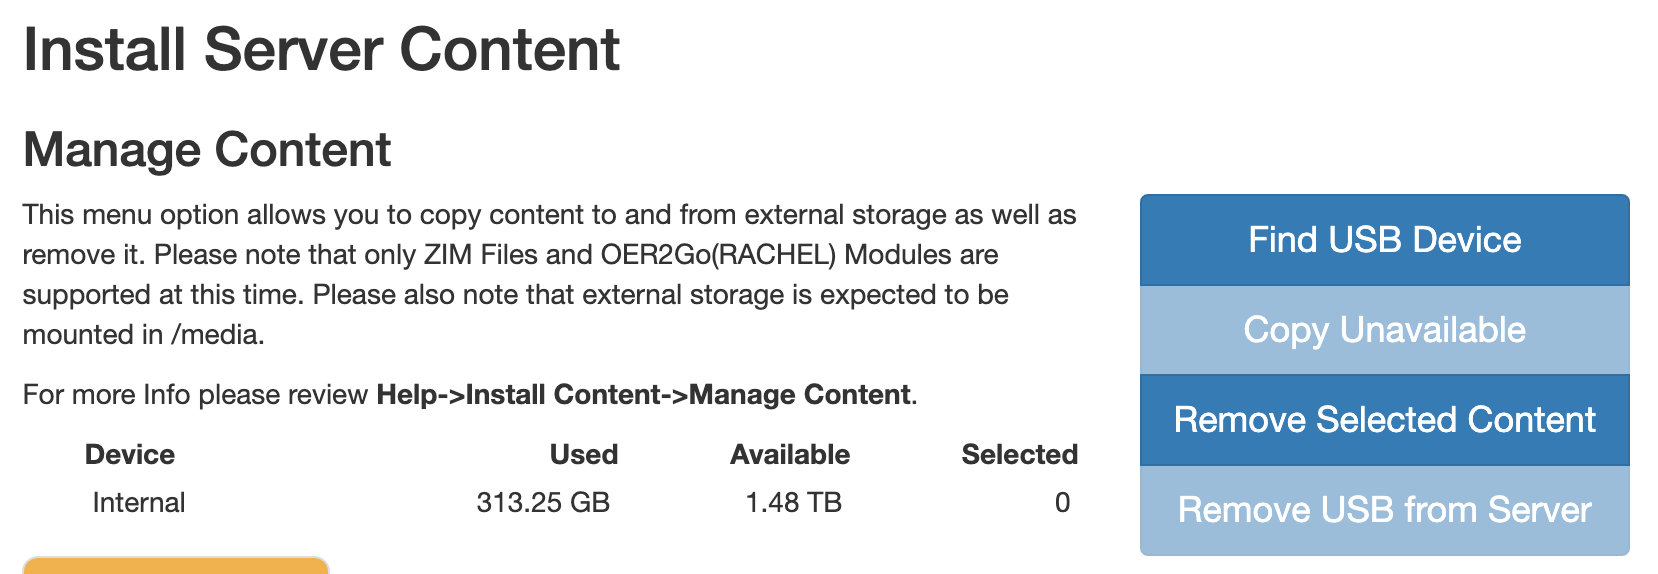 Install Server Content
Manage Content
This menu option allows you to copy content to and from external storage as well as
remove it. Please note that only ZIM Files and OER2Go(RACHEL) Modules are
supported at this time. Please also note that external storage is expected to be
mounted in /media.
For more Info please review Help->Install Content->Manage Content.
Device Used Available Selected
Internal 313.25 GB 1.48 TB 0
Find USB Device
Copy Unavailable
Remove Selected Content
Remove USB from Server